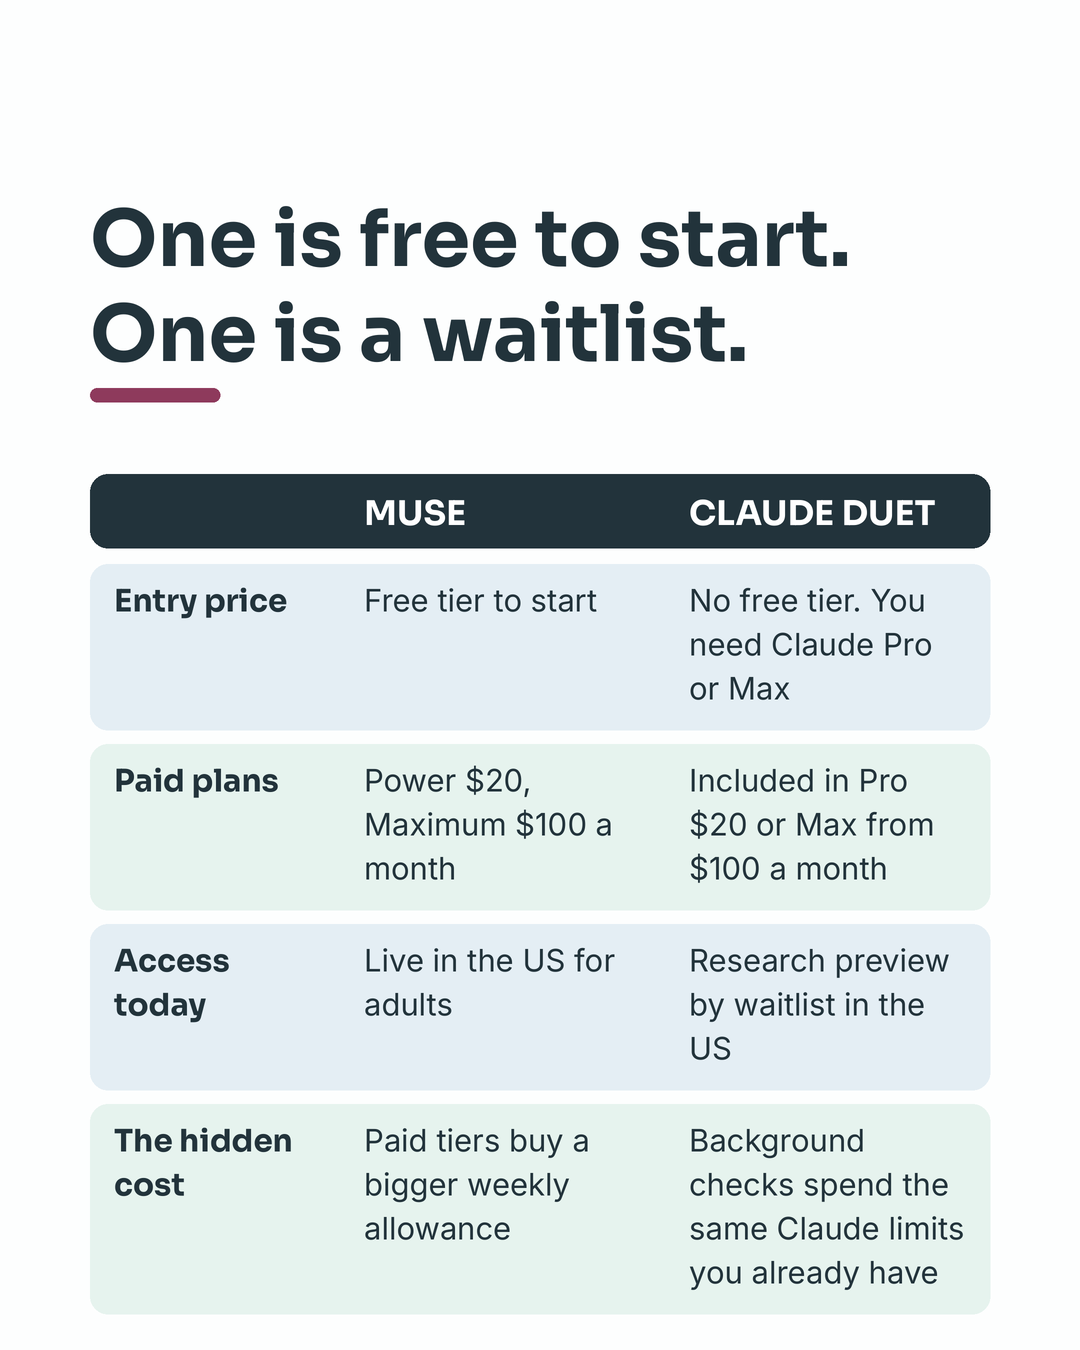 One is free to start.
One is a waitlist.
MUSE CLAUDE DUET
Entry price
Free tier to start
No free tier. You
need Claude Pro
or Max
Paid plans
Power $20,
Maximum $100 a
month
Included in Pro
$20 or Max from
$100 a month
Access
today
Live in the US for
adults
Research preview
by waitlist in the
US
The hidden
cost
Paid tiers buy a
bigger weekly
allowance
Background
checks spend the
same Claude limits
you already have